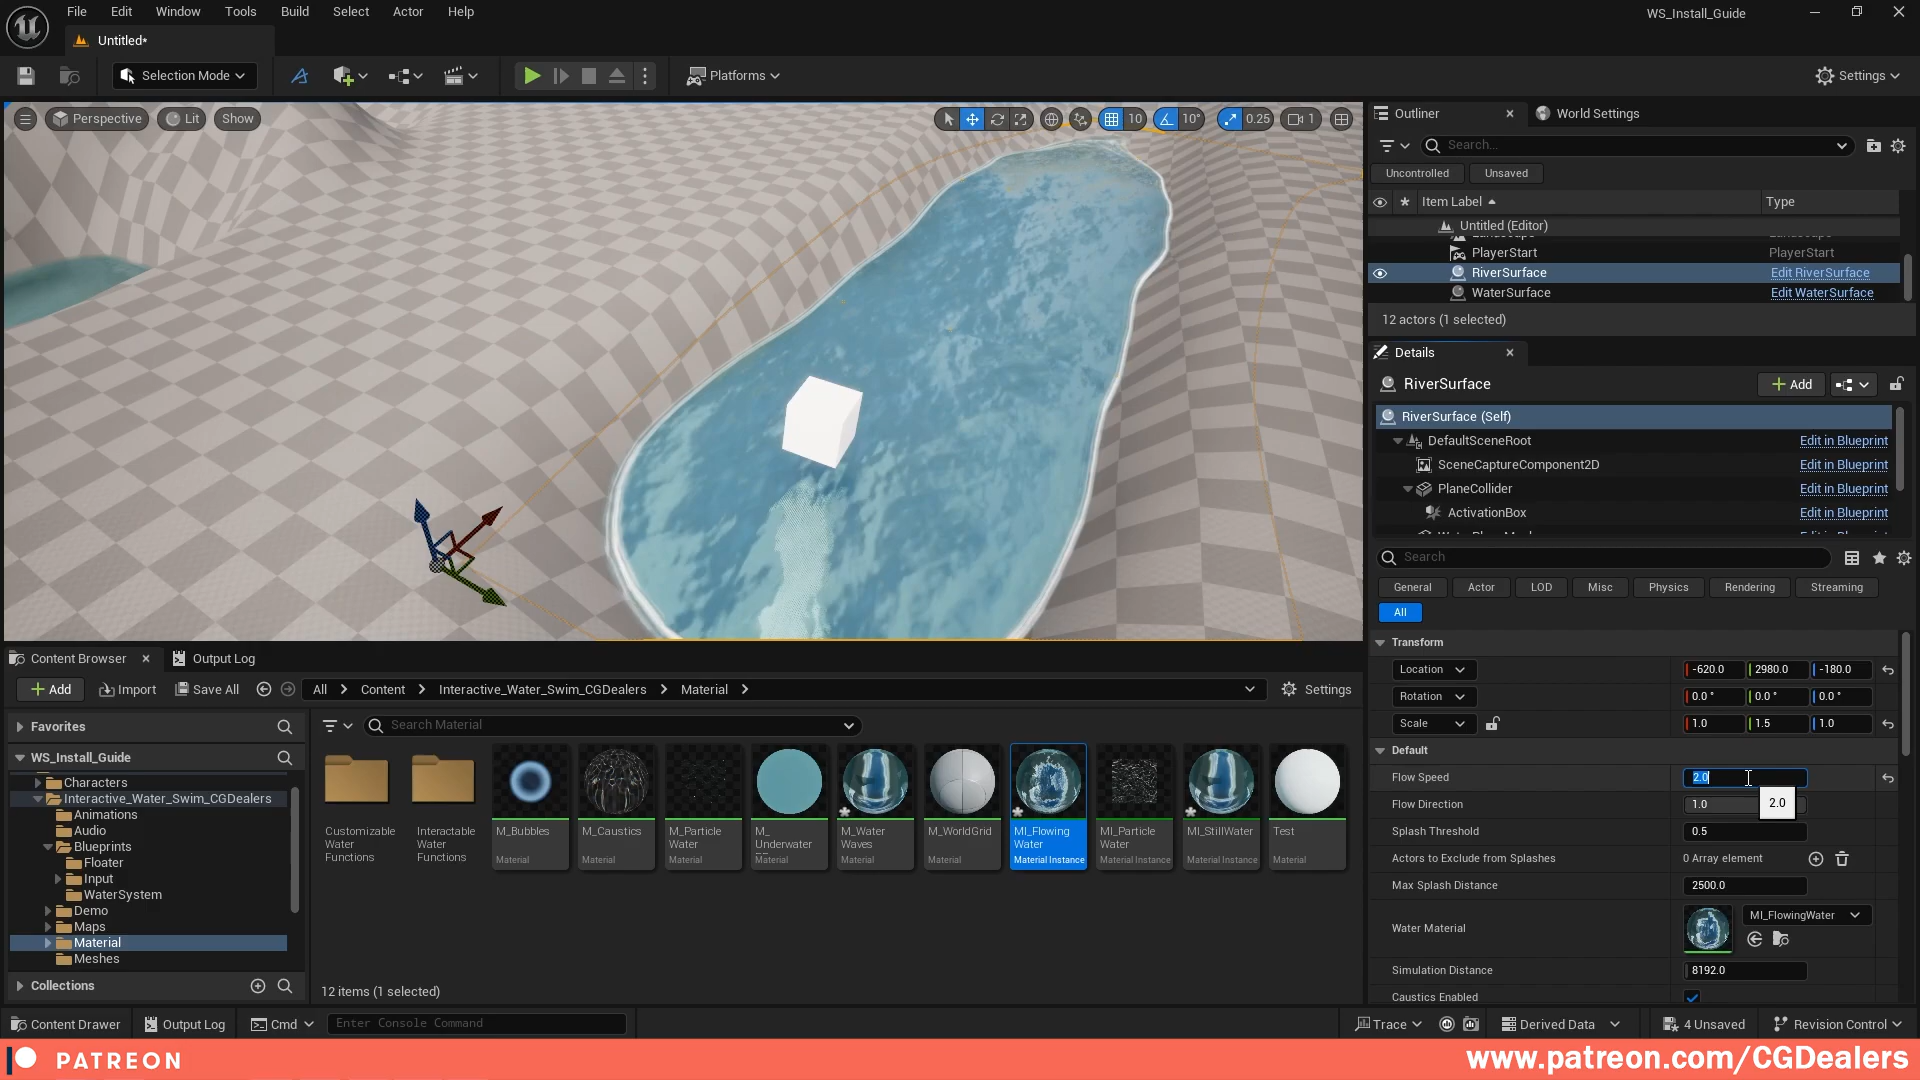 File Edit Window Tools Build Select Actor Help
WS_Install_Guide
Untitled*
Selection Mode
Platforms
Settings
Perspective Lit Show
10 10° 0.25 1
Outliner
World Settings
Search...
Uncontrolled Unsaved
Item Label Type
Untitled (Editor)
PlayerStart PlayerStart
RiverSurface Edit RiverSurface
WaterSurface Edit WaterSurface
12 actors (1 selected)
Details
RiverSurface
Add
RiverSurface (Self)
DefaultSceneRoot Edit in Blueprint
SceneCaptureComponent2D Edit in Blueprint
PlaneCollider Edit in Blueprint
ActivationBox Edit in Blueprint
Search
General Actor LOD Misc Physics Rendering Streaming
All
Transform
Location -620.0 2980.0 -180.0
Rotation 0.0 ° 0.0 ° 0.0 °
Scale 1.0 1.5 1.0
Default
Flow Speed 2.0
Flow Direction 1.0
2.0
Splash Threshold 0.5
Actors to Exclude from Splashes 0 Array element
Max Splash Distance 2500.0
Water Material MI_FlowingWater
Simulation Distance 8192.0
Caustics Enabled
Content Browser Output Log
Add Import Save All All Content Interactive_Water_Swim_CGDealers Material Settings
Favorites
Search Material
WS_Install_Guide
Characters
Interactive_Water_Swim_CGDealers
Animations
Audio
Blueprints
Floater
Input
WaterSystem
Demo
Maps
Material
Meshes
Collections
Customizable
Water
Functions
Interactable
Water
Functions
M_Bubbles
Material
M_Caustics
Material
M_Particle
Water
Material
M_
Underwater
Material
M_Water
Waves
Material
M_WorldGrid
Material
MI_Flowing
Water
Material Instance
MI_Particle
Water
Material Instance
MI_StillWater
Material Instance
Test
Material
12 items (1 selected)
Content Drawer Output Log Cmd Enter Console Command Trace Derived Data 4 Unsaved Revision Control
PATREON
www.patreon.com/CGDealers